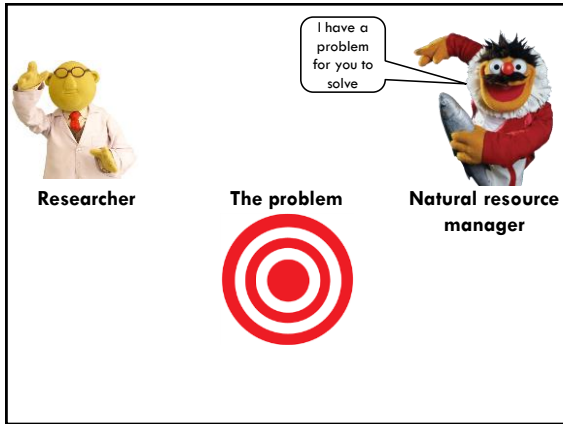 I have a
problem
for you to
solve
Researcher
The problem
Natural resource
manager